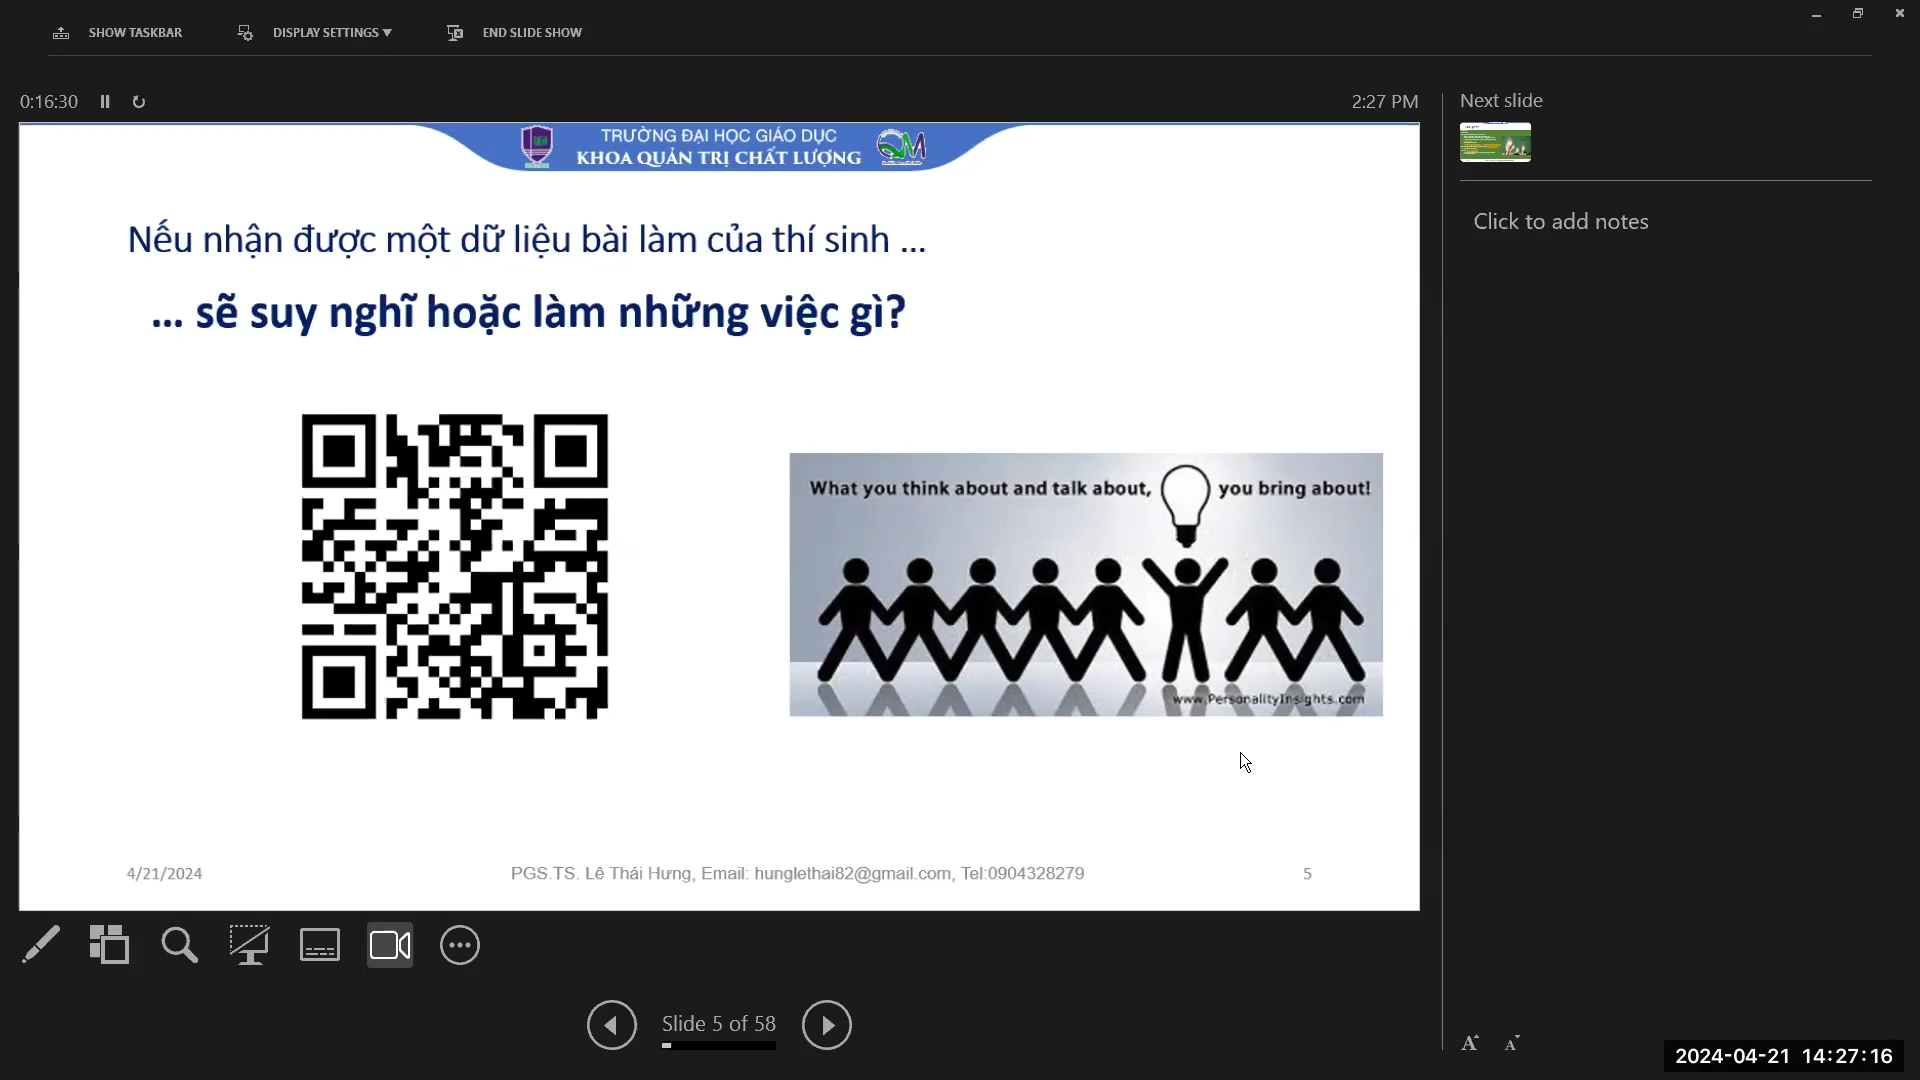 SHOW TASKBAR
DISPLAY SETTINGS
END SLIDE SHOW
0:16:30
2:27 PM
Next slide
TRƯỜNG ĐẠI HỌC GIÁO DỤC
KHOA QUẢN TRỊ CHẤT LƯỢNG
Click to add notes
Nếu nhận được một dữ liệu bài làm của thí sinh ...
... sẽ suy nghĩ hoặc làm những việc gì?
What you think about and talk about, you bring about!
www.PersonalityInsights.com
4/21/2024
PGS.TS. Lê Thái Hưng, Email: hunglethai82@gmail.com, Tel:0904328279
5
Slide 5 of 58
2024-04-21 14:27:16